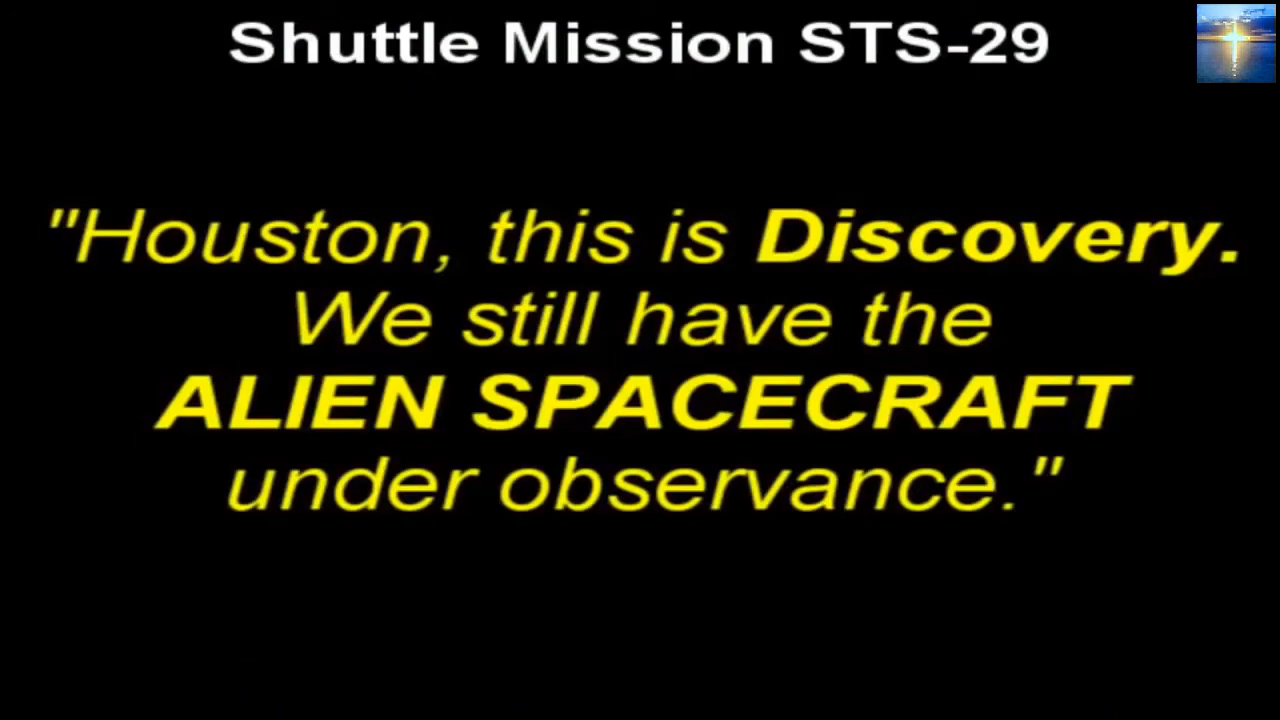 Shuttle Mission STS-29
"Houston, this is Discovery.
We still have the
ALIEN SPACECRAFT
under observance."